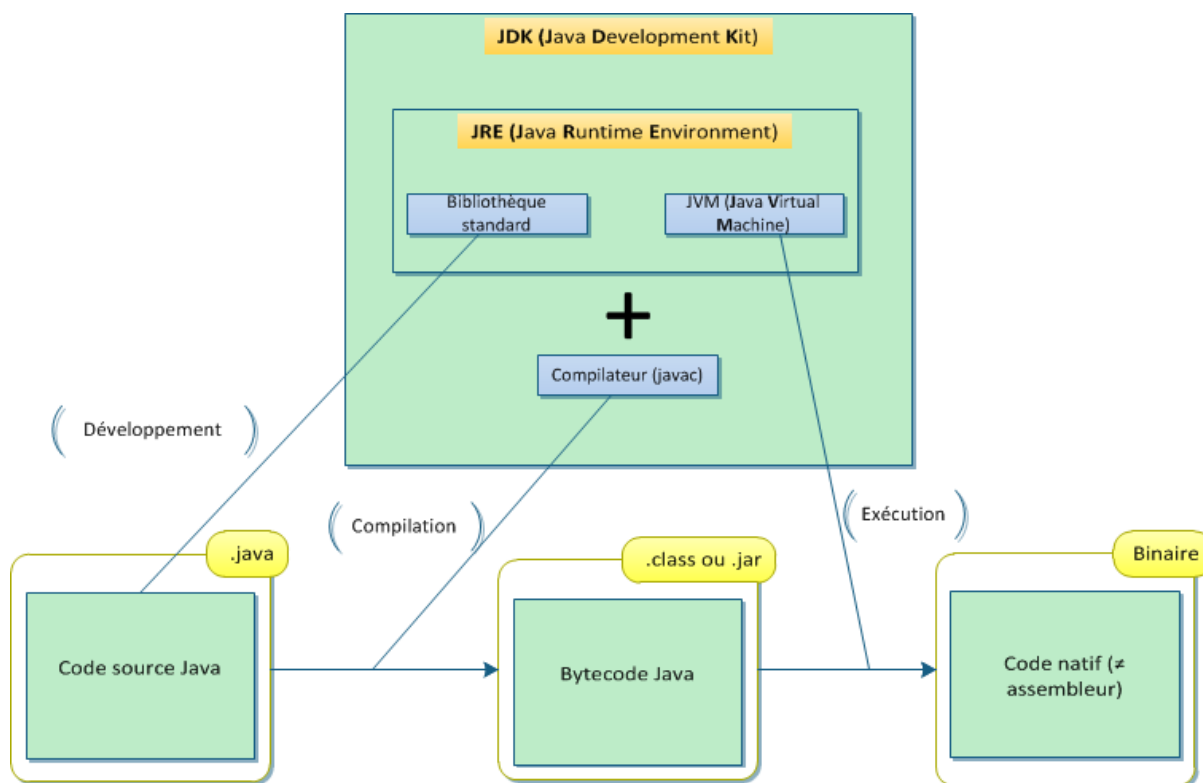 JDK (Java Development Kit)
JRE (Java Runtime Environment)
Bibliothèque
standard
JVM (Java Virtual
Machine)
+
Compilateur (javac)
Développement
Compilation
Exécution
.java
Code source Java
.class ou .jar
Bytecode Java
Binaire
Code natif (≠
assembleur)